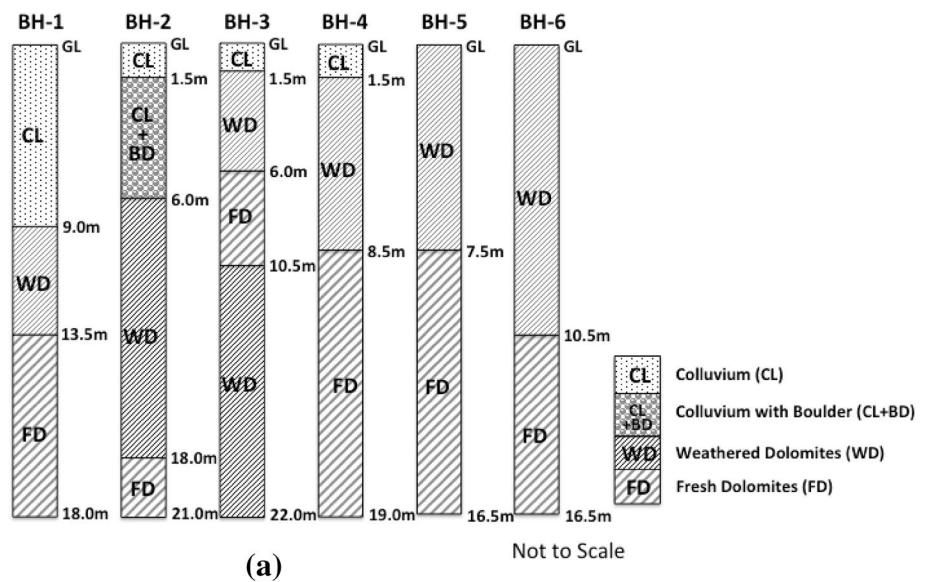 BH-1 BH-2 BH-3 BH-4 BH-5 BH-6
GL GL GL GL GL GL
CL CL CL CL
1.5m 1.5m 1.5m
CL
+
BD
WD WD WD WD
6.0m 6.0m
WD
FD
9.0m 8.5m 7.5m
WD
10.5m 10.5m
13.5m
WD WD FD FD FD
FD
18.0m
FD
18.0m 21.0m 22.0m 19.0m 16.5m 16.5m
CL Colluvium (CL)
CL
+BD Colluvium with Boulder (CL+BD)
WD Weathered Dolomites (WD)
FD Fresh Dolomites (FD)
(a)
Not to Scale